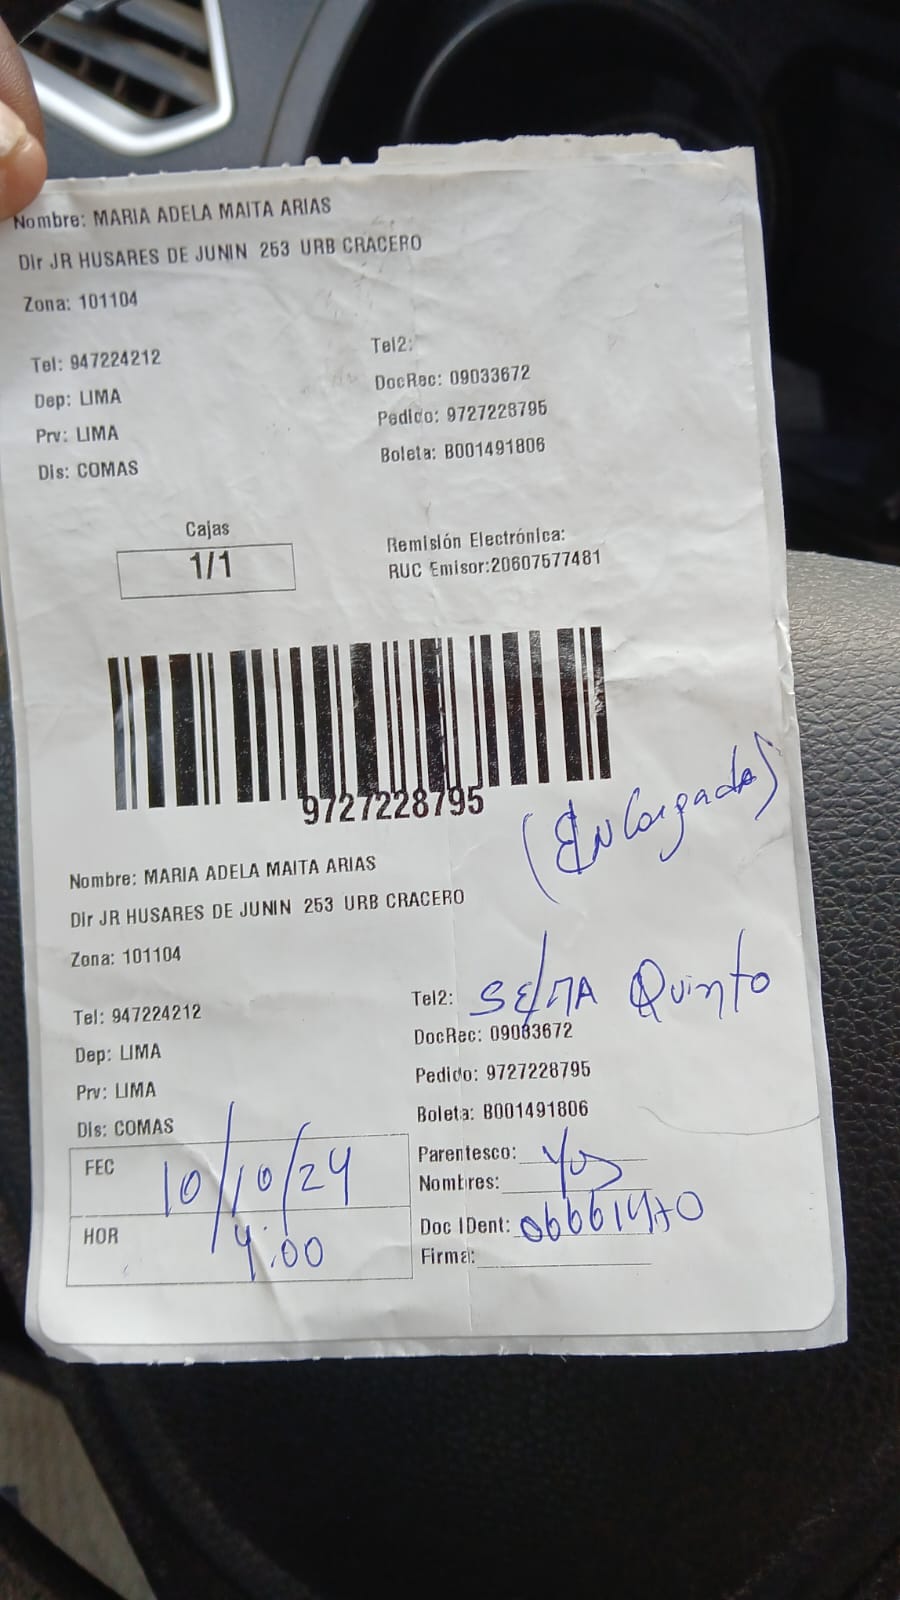 Nombre: MARIA ADELA MAITA ARIAS
Dir JR HUSARES DE JUNIN 253 URB CRACERO
Zona: 101104
Tel: 947224212
Dep: LIMA
Prv: LIMA
Dis: COMAS
Tel2:
DocRec: 09033672
Pedido: 9727228795
Boleta: B001491806
Cajas
1/1
Remisión Electrónica:
RUC Emisor:20607577481
9727228795
(Encargada)
Nombre: MARIA ADELA MAITA ARIAS
Dir JR HUSARES DE JUNIN 253 URB CRACERO
Zona: 101104
Tel: 947224212
Dep: LIMA
Prv: LIMA
Dis: COMAS
Tel2: Quinto
DocRec: 09033672
Pedido: 9727228795
Boleta: B001491806
FEC 10/10/24
HOR 4:00
Parentesco:
Nombres:
Doc IDent:
Firma: